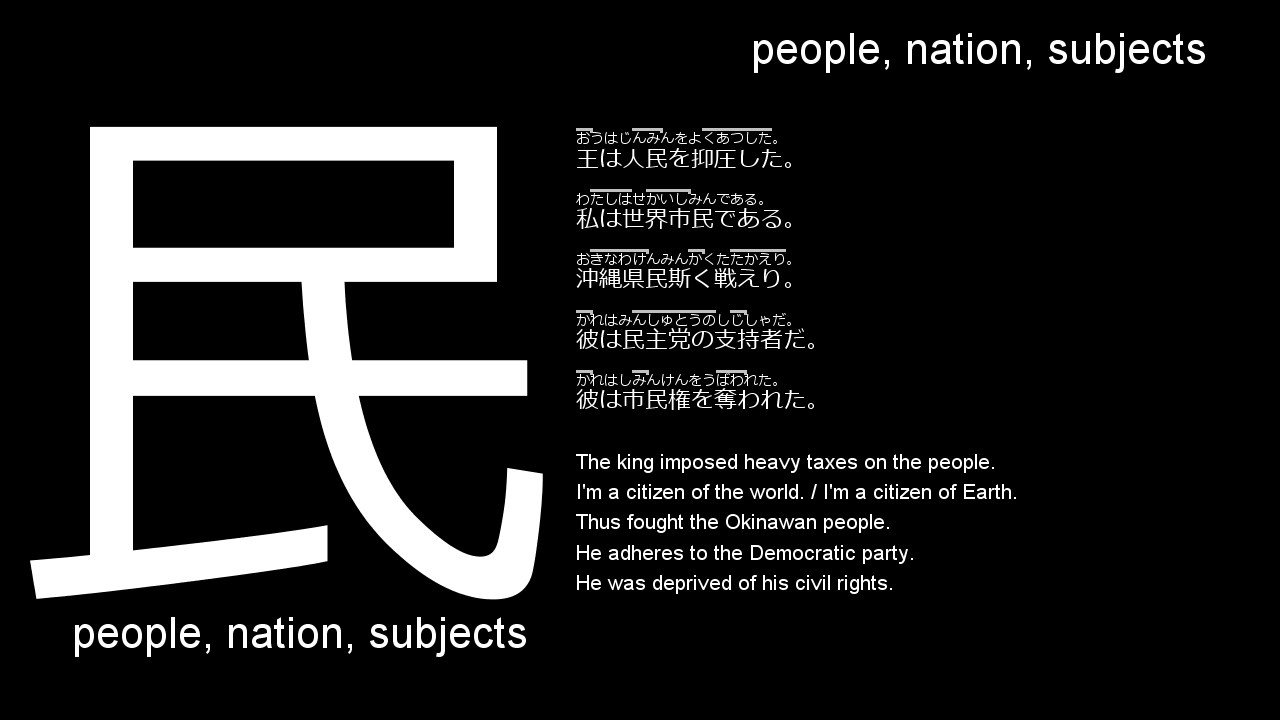 people, nation, subjects
民
people, nation, subjects
おうはじんみんをよくあつした。
王は人民を抑圧した。
わたしはせかいしみんである。
私は世界市民である。
おきなわけんみんかくたたかえり。
沖縄県民斯く戦えり。
かれはみんしゅとうのしじしゃだ。
彼は民主党の支持者だ。
かれはしみんけんをうばわれた。
彼は市民権を奪われた。
The king imposed heavy taxes on the people.
I'm a citizen of the world. / I'm a citizen of Earth.
Thus fought the Okinawan people.
He adheres to the Democratic party.
He was deprived of his civil rights.